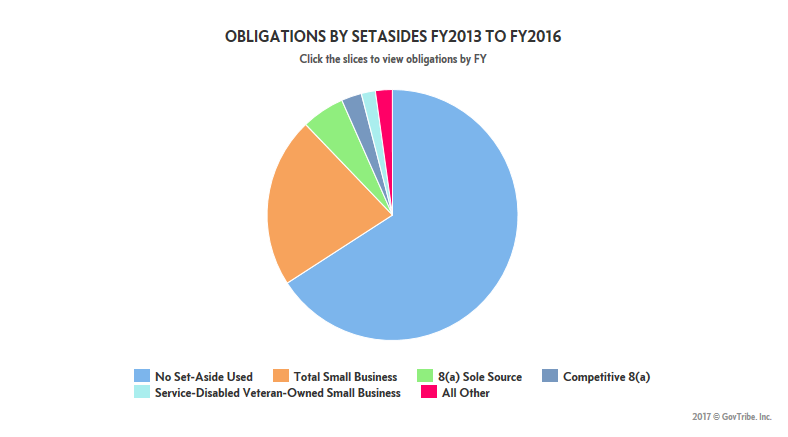 OBLIGATIONS BY SETASIDES FY2013 TO FY2016
Click the slices to view obligations by FY
No Set-Aside Used Total Small Business 8(a) Sole Source Competitive 8(a)
Service-Disabled Veteran-Owned Small Business All Other
2017 © GovTribe, Inc.